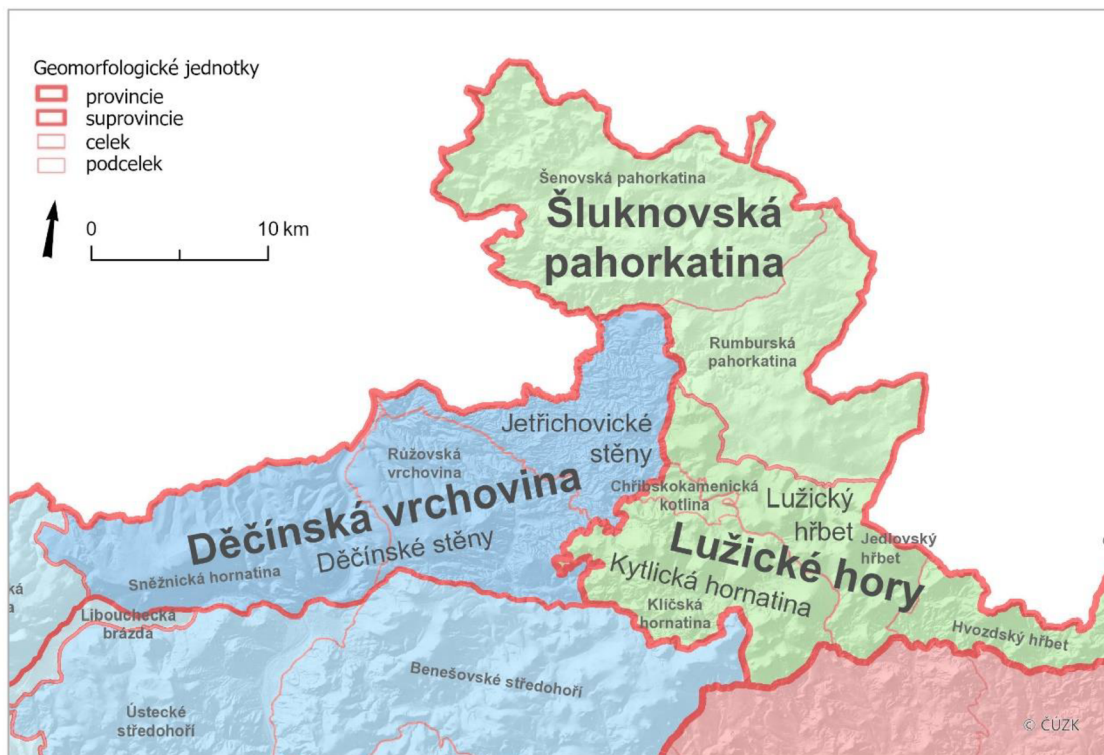 Geomorfologické jednotky
provincie
suprovincie
celek
podcelek
0
10 km
Šenovská pahorkatina
Šluknovská
pahorkatina
Rumburská
pahorkatina
Jetřichovické
stěny
Růžovská
vrchovina
Děčínská vrchovina
Děčínské stěny
Sněžnická hornatina
Chřibskokamenická
kotlina
Lužický
hřbet
Jedlovský
hřbet
Lužické hory
Kytlická hornatina
Klíčská
hornatina
Hvozdský hřbet
Libouchecká
brázda
Benešovské středohoří
Ústecké
středohoří
© ČÚZK